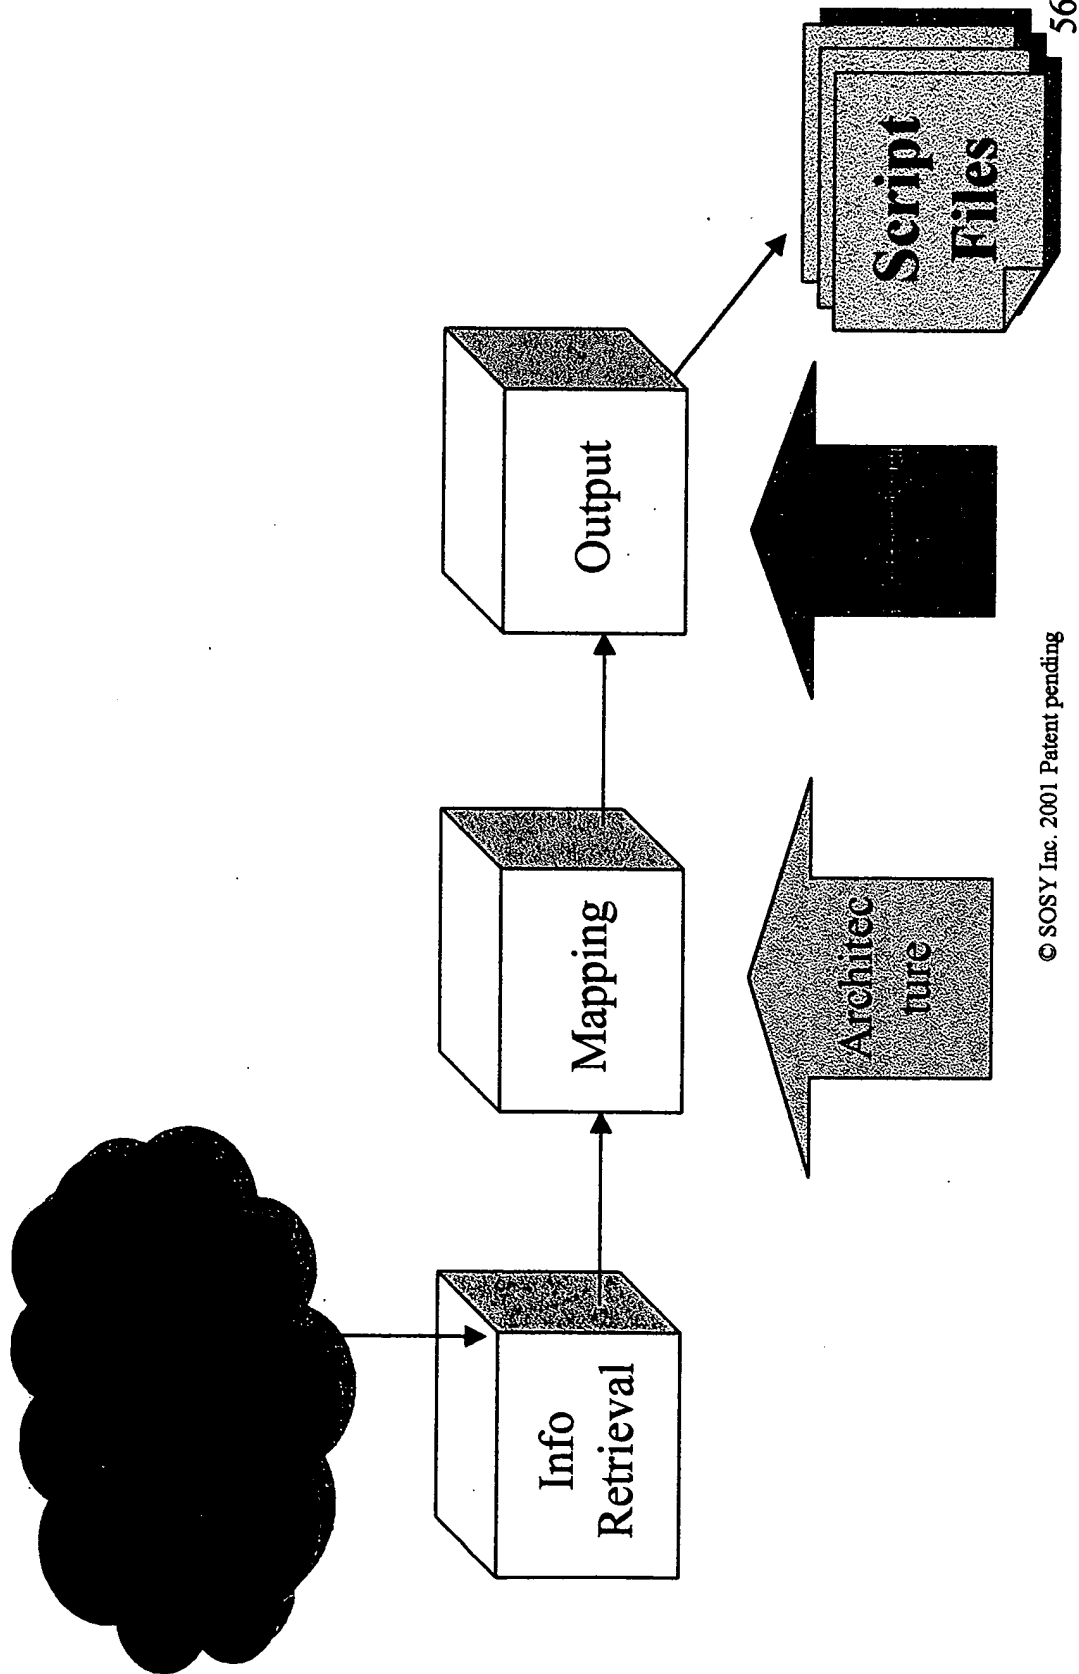 Info
Retrieval
Mapping
Output
Script
Files
Architec
ture
© SOSY Inc. 2001 Patent pending
56